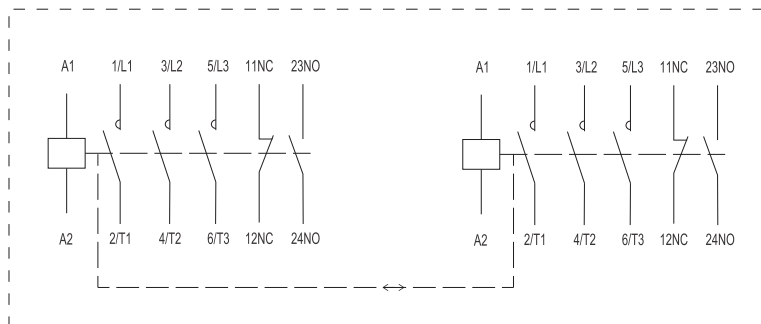 A1 1/L1 3/L2 5/L3 11NC 23NO A1 1/L1 3/L2 5/L3 11NC 23NO
A2 2/T1 4/T2 6/T3 12NC 24NO A2 2/T1 4/T2 6/T3 12NC 24NO